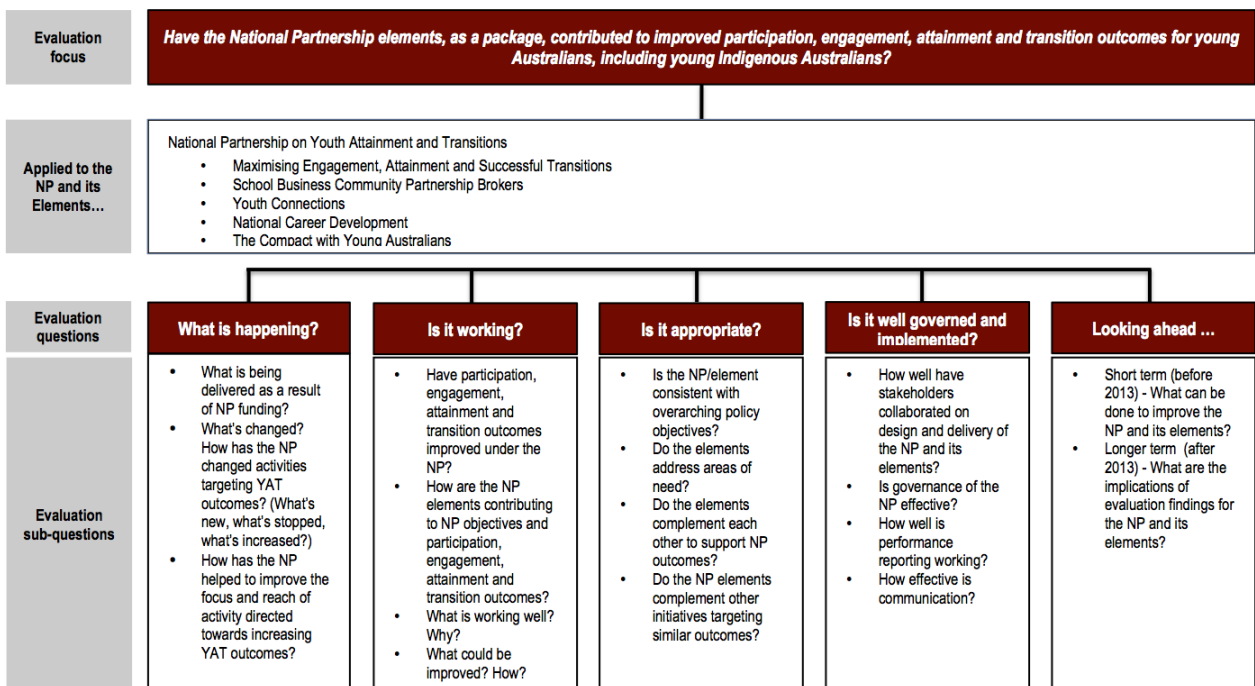 Evaluation
focus
Have the National Partnership elements, as a package, contributed to improved participation, engagement, attainment and transition outcomes for young
Australians, including young Indigenous Australians?
Applied to the
NP and its
Elements…
National Partnership on Youth Attainment and Transitions
• Maximising Engagement, Attainment and Successful Transitions
• School Business Community Partnership Brokers
• Youth Connections
• National Career Development
• The Compact with Young Australians
Evaluation
questions
What is happening?
Is it working?
Is it appropriate?
Is it well governed and
implemented?
Looking ahead …
Evaluation
sub-questions
• What is being
delivered as a result
of NP funding?
• What's changed?
How has the NP
changed activities
targeting YAT
outcomes? (What's
new, what's stopped,
what's increased?)
• How has the NP
helped to improve the
focus and reach of
activity directed
towards increasing
YAT outcomes?
• Have participation,
engagement,
attainment and
transition outcomes
improved under the
NP?
• How are the NP
elements contributing
to NP objectives and
participation,
engagement,
attainment and
transition outcomes?
• What is working well?
Why?
• What could be
improved? How?
• Is the NP/element
consistent with
overarching policy
objectives?
• Do the elements
address areas of
need?
• Do the elements
complement each
other to support NP
outcomes?
• Do the NP elements
complement other
initiatives targeting
similar outcomes?
• How well have
stakeholders
collaborated on
design and delivery of
the NP and its
elements?
• Is governance of the
NP effective?
• How well is
performance
reporting working?
• How effective is
communication?
• Short term (before
2013) - What can be
done to improve the
NP and its elements?
• Longer term (after
2013) - What are the
implications of
evaluation findings for
the NP and its
elements?